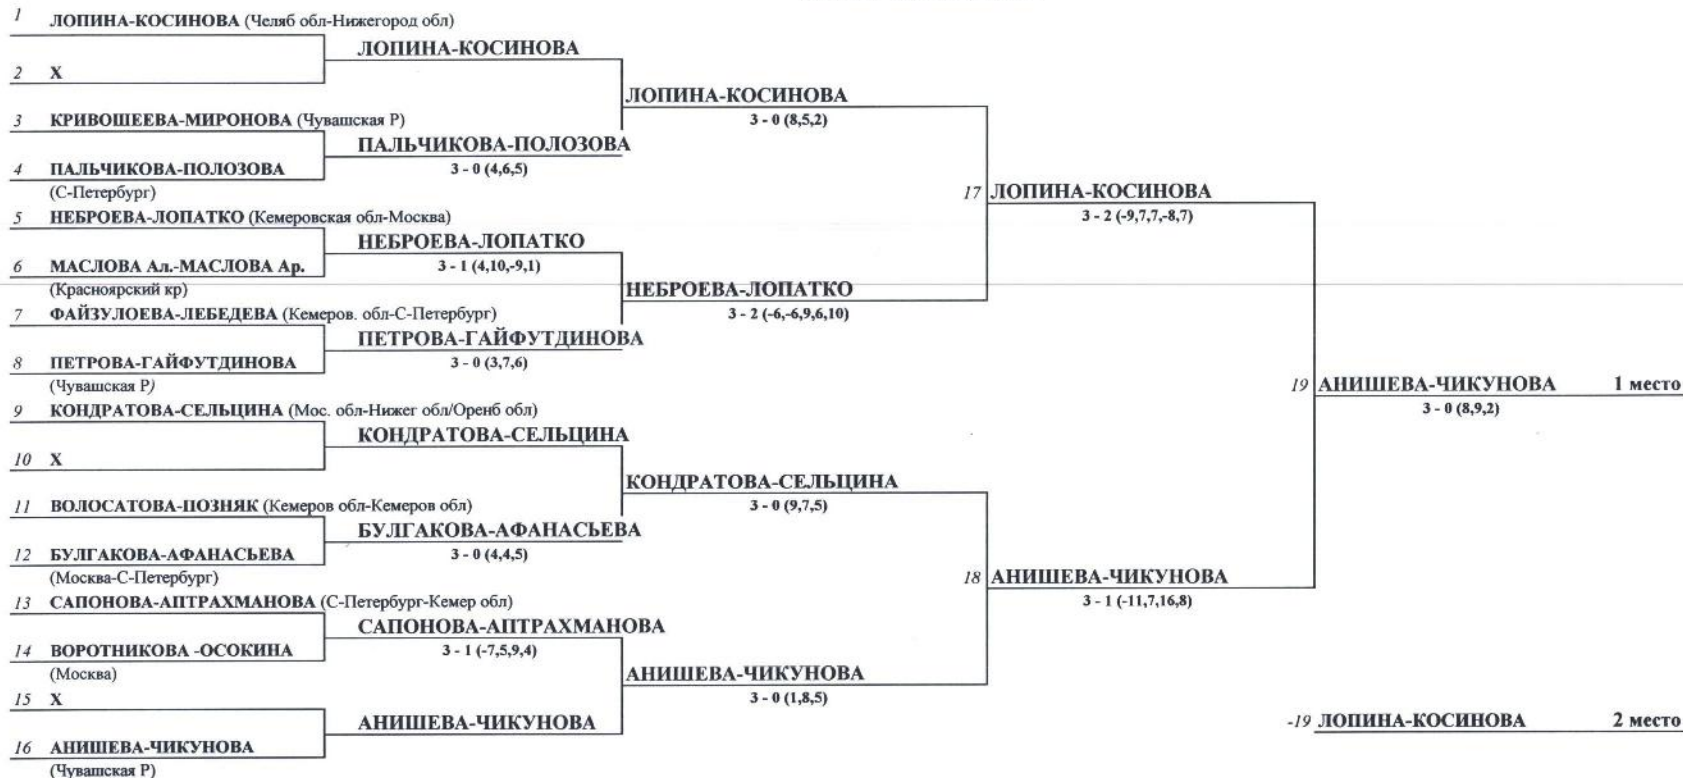 1 ЛОПИНА-КОСИНОВА (Челяб обл-Нижегород обл)
ЛОПИНА-КОСИНОВА
2 X
ЛОПИНА-КОСИНОВА
3 - 0 (8,5,2)
3 КРИВОШЕЕВА-МИРОНОВА (Чувашская Р)
ПАЛЬЧИКОВА-ПОЛОЗОВА
3 - 0 (4,6,5)
4 ПАЛЬЧИКОВА-ПОЛОЗОВА
(С-Петербург)
17 ЛОПИНА-КОСИНОВА
3 - 2 (-9,7,7,-8,7)
5 НЕБРОЕВА-ЛОПАТКО (Кемеровская обл-Москва)
НЕБРОЕВА-ЛОПАТКО
3 - 1 (4,10,-9,1)
6 МАСЛОВА Ал.-МАСЛОВА Ар.
(Красноярский кр)
НЕБРОЕВА-ЛОПАТКО
3 - 2 (-6,-6,9,6,10)
7 ФАЙЗУЛОЕВА-ЛЕБЕДЕВА (Кемеров. обл-С-Петербург)
ПЕТРОВА-ГАЙФУТДИНОВА
3 - 0 (3,7,6)
8 ПЕТРОВА-ГАЙФУТДИНОВА
(Чувашская Р)
19 АНИШЕВА-ЧИКУНОВА 1 место
3 - 0 (8,9,2)
9 КОНДРАТОВА-СЕЛЬЦИНА (Мос. обл-Нижег обл/Оренб обл)
КОНДРАТОВА-СЕЛЬЦИНА
10 X
КОНДРАТОВА-СЕЛЬЦИНА
3 - 0 (9,7,5)
11 ВОЛОСАТОВА-ПОЗНЯК (Кемеров обл-Кемеров обл)
БУЛГАКОВА-АФАНАСЬЕВА
3 - 0 (4,4,5)
12 БУЛГАКОВА-АФАНАСЬЕВА
(Москва-С-Петербург)
18 АНИШЕВА-ЧИКУНОВА
3 - 1 (-11,7,16,8)
13 САПОНОВА-АПТРАХМАНОВА (С-Петербург-Кемер обл)
САПОНОВА-АПТРАХМАНОВА
3 - 1 (-7,5,9,4)
14 ВОРОТНИКОВА -ОСОКИНА
(Москва)
АНИШЕВА-ЧИКУНОВА
3 - 0 (1,8,5)
15 X
АНИШЕВА-ЧИКУНОВА
-19 ЛОПИНА-КОСИНОВА 2 место
16 АНИШЕВА-ЧИКУНОВА
(Чувашская Р)